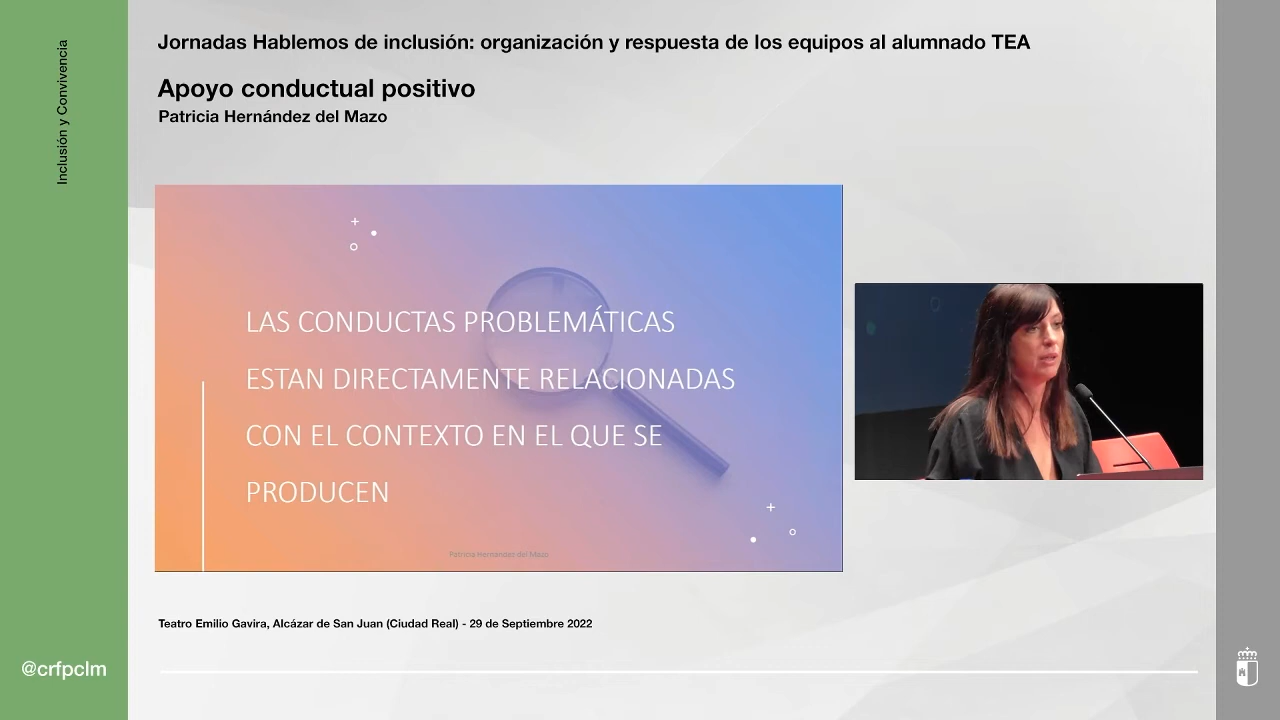 Inclusión y Convivencia
Jornadas Hablemos de inclusión: organización y respuesta de los equipos al alumnado TEA
Apoyo conductual positivo
Patricia Hernández del Mazo
LAS CONDUCTAS PROBLEMÁTICAS
ESTAN DIRECTAMENTE RELACIONADAS
CON EL CONTEXTO EN EL QUE SE
PRODUCEN
Patricia Hernández del Mazo
Teatro Emilio Gavira, Alcázar de San Juan (Ciudad Real) - 29 de Septiembre 2022
@crfpclm